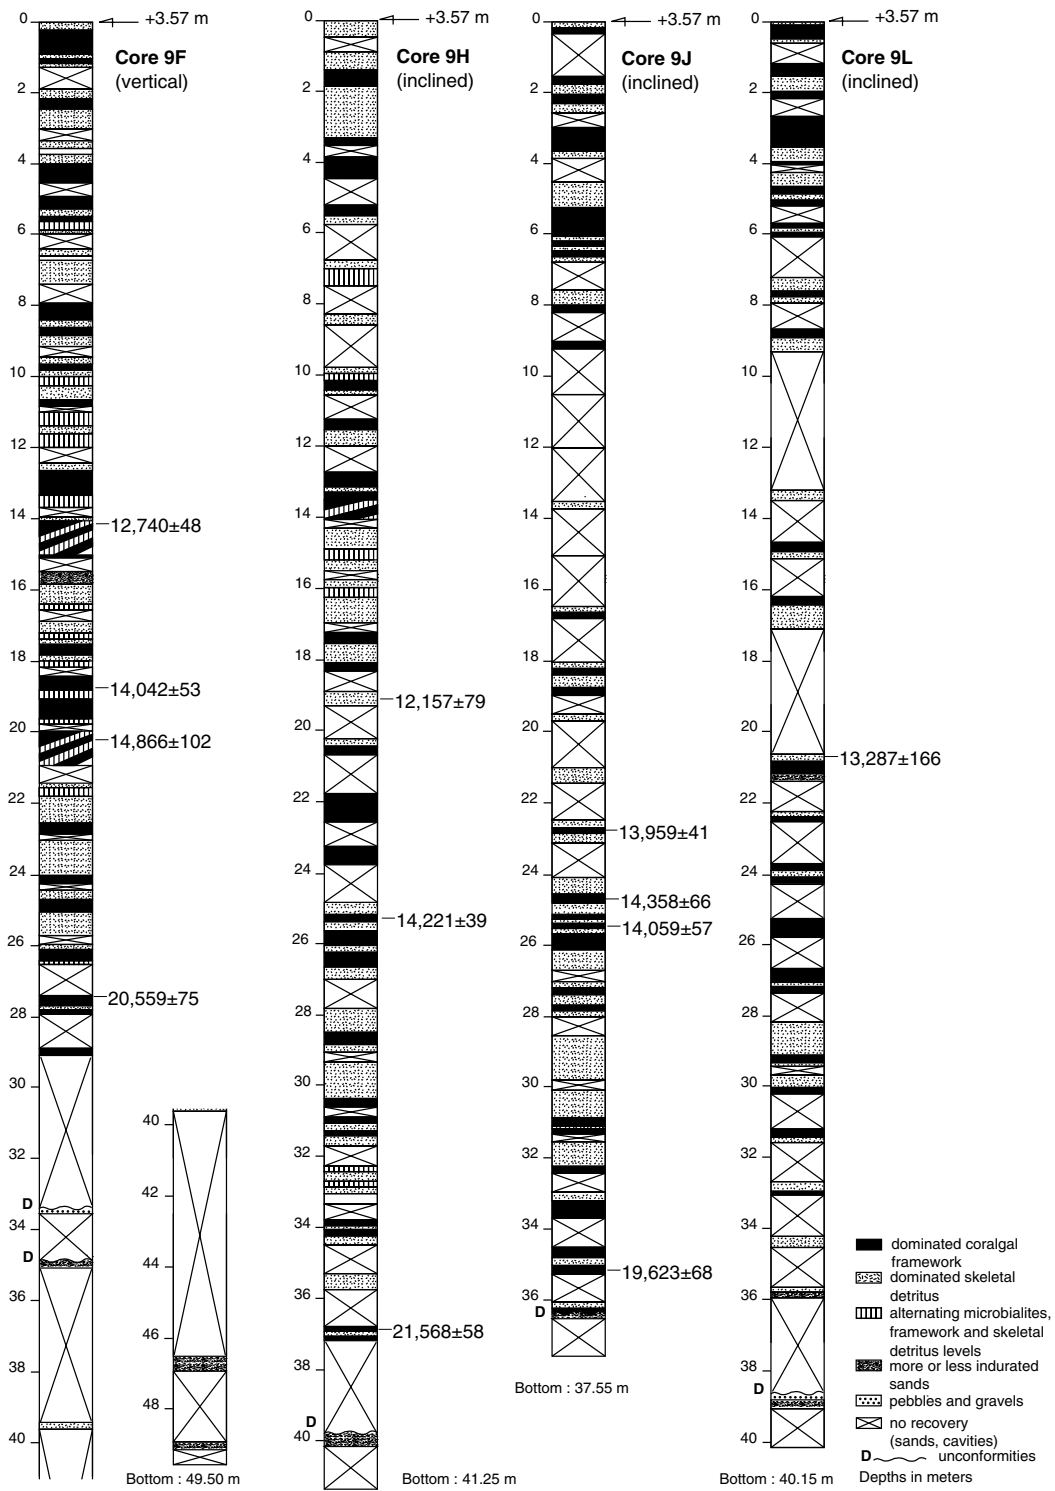 +3.57 m
Core 9F
(vertical)
0
2
4
6
8
10
12
14
16
18
20
22
24
26
28
30
32
34
36
38
40
12,740±48
14,042±53
14,866±102
20,559±75
D
D
40
42
44
46
48
Bottom : 49.50 m
+3.57 m
Core 9H
(inclined)
0
2
4
6
8
10
12
14
16
18
20
22
24
26
28
30
32
34
36
38
40
12,157±79
14,221±39
21,568±58
D
Bottom : 41.25 m
+3.57 m
Core 9J
(inclined)
0
2
4
6
8
10
12
14
16
18
20
22
24
26
28
30
32
34
36
13,959±41
14,358±66
14,059±57
19,623±68
D
Bottom : 37.55 m
+3.57 m
Core 9L
(inclined)
0
2
4
6
8
10
12
14
16
18
20
22
24
26
28
30
32
34
36
38
40
13,287±166
D
Bottom : 40.15 m
dominated coralgal
framework
dominated skeletal
detritus
alternating microbialites,
framework and skeletal
detritus levels
more or less indurated
sands
pebbles and gravels
no recovery
(sands, cavities)
D unconformities
Depths in meters